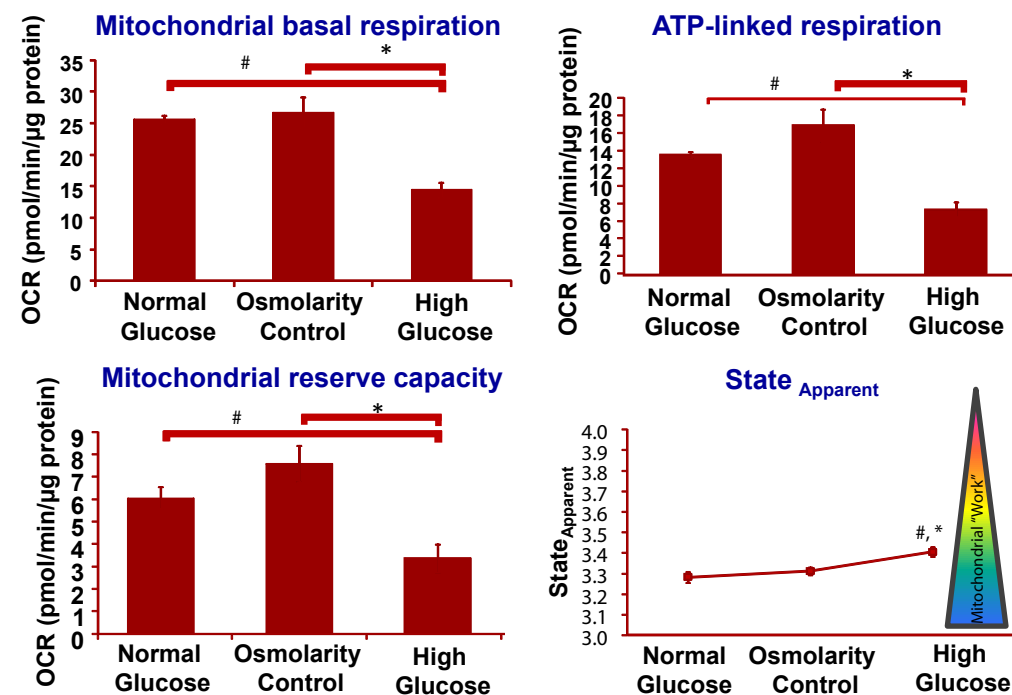 Mitochondrial basal respiration
OCR (pmol/min/µg protein)
35
30
25
20
15
10
5
0
#
*
Normal Glucose
Osmolarity Control
High Glucose
ATP-linked respiration
OCR (pmol/min/µg protein)
20
18
16
14
12
10
8
6
4
2
0
#
*
Normal Glucose
Osmolarity Control
High Glucose
Mitochondrial reserve capacity
OCR (pmol/min/µg protein)
9
8
7
6
5
4
3
2
1
0
#
*
Normal Glucose
Osmolarity Control
High Glucose
State Apparent
StateApparent
4.0
3.9
3.8
3.7
3.6
3.5
3.4
3.3
3.2
3.1
3.0
#, *
Mitochondrial "Work"
Normal Glucose
Osmolarity Control
High Glucose